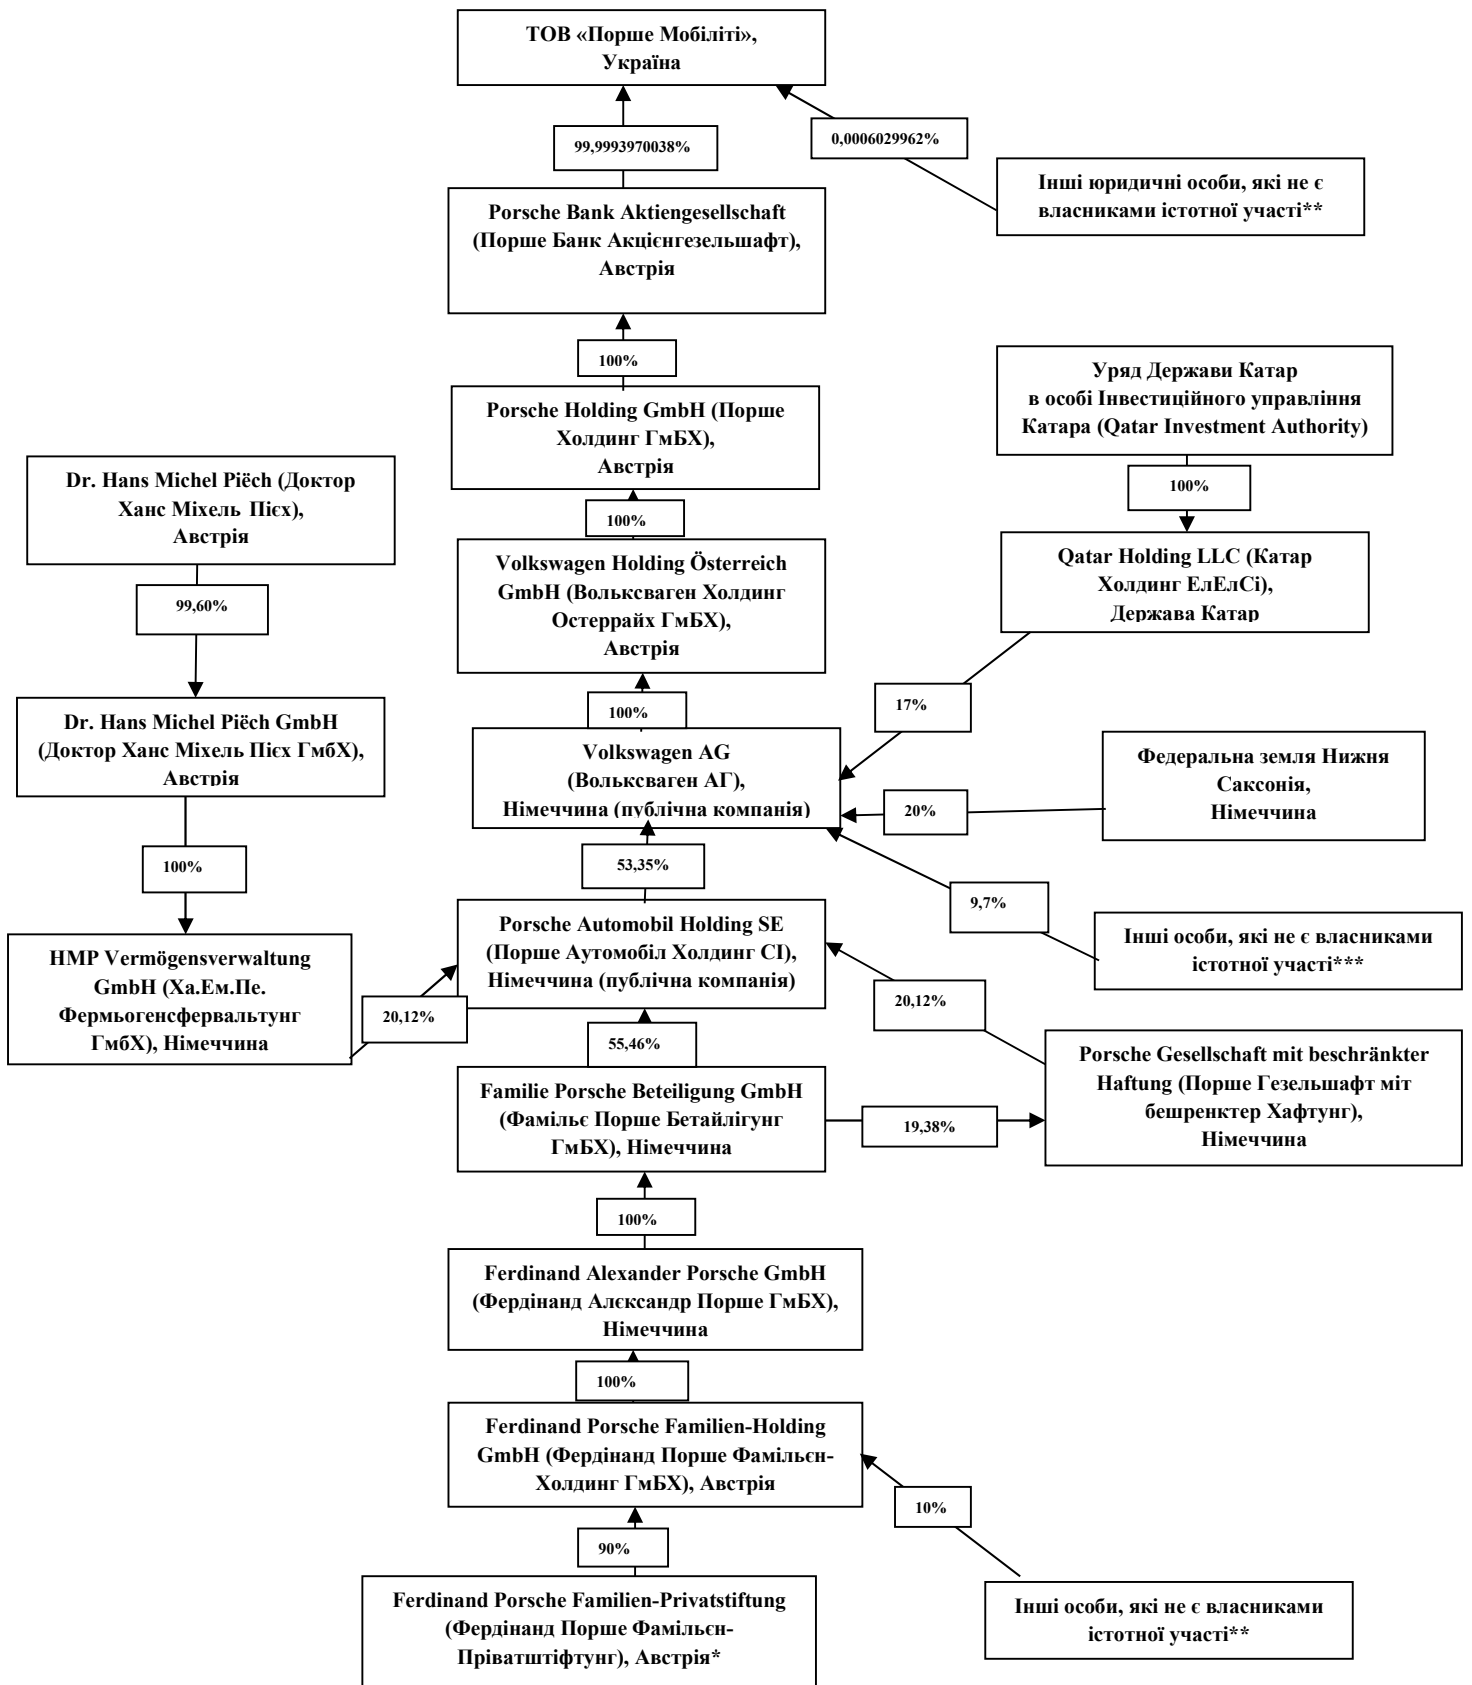 ТОВ «Порше Мобіліті»,
Україна
99,9993970038%
0,0006029962%
Інші юридичні особи, які не є
власниками істотної участі**
Porsche Bank Aktiengesellschaft
(Порше Банк Акцієнгезельшафт),
Австрія
100%
Porsche Holding GmbH (Порше
Холдинг ГмБХ),
Австрія
Уряд Держави Катар
в особі Інвестиційного управління
Катара (Qatar Investment Authority)
100%
Dr. Hans Michel Piëch (Доктор
Ханс Міхель Пієх),
Австрія
100%
Volkswagen Holding Österreich
GmbH (Вольксваген Холдинг
Остеррайх ГмБХ),
Австрія
Qatar Holding LLC (Катар
Холдинг ЕлЕлСі),
Держава Катар
99,60%
17%
100%
Dr. Hans Michel Piëch GmbH
(Доктор Ханс Міхель Пієх ГмбХ),
Австрія
Volkswagen AG
(Вольксваген АГ),
Німеччина (публічна компанія)
Федеральна земля Нижня
Саксонія,
Німеччина
20%
100%
53,35%
9,7%
HMP Vermögensverwaltung
GmbH (Ха.Ем.Пе.
Фермьогенсфервальтунг
ГмбХ), Німеччина
Porsche Automobil Holding SE
(Порше Аутомобіл Холдинг СІ),
Німеччина (публічна компанія)
Інші особи, які не є власниками
істотної участі***
20,12%
20,12%
55,46%
Familie Porsche Beteiligung GmbH
(Фамільє Порше Бетайлігунг
ГмБХ), Німеччина
19,38%
Porsche Gesellschaft mit beschränkter
Haftung (Порше Гезельшафт міт
бешренктер Хафтунг),
Німеччина
100%
Ferdinand Alexander Porsche GmbH
(Фердінанд Алєксандр Порше ГмБХ),
Німеччина
100%
Ferdinand Porsche Familien-Holding
GmbH (Фердінанд Порше Фамільєн-
Холдинг ГмБХ), Австрія
10%
90%
Ferdinand Porsche Familien-Privatstiftung
(Фердінанд Порше Фамільєн-
Пріватштіфтунг), Австрія*
Інші особи, які не є власниками
істотної участі**